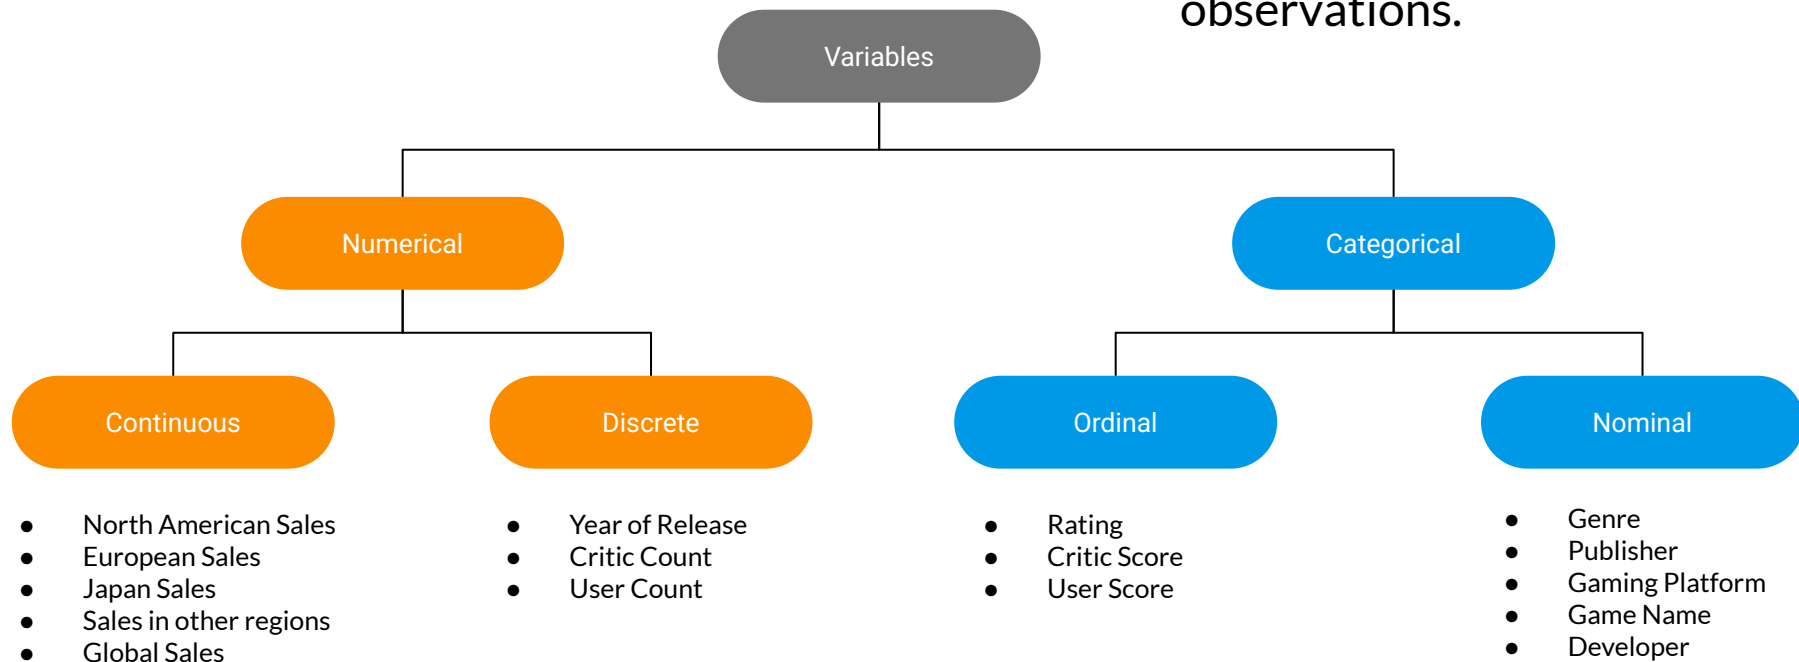 observations.
Variables
Numerical
Categorical
Continuous
Discrete
Ordinal
Nominal
● North American Sales
● European Sales
● Japan Sales
● Sales in other regions
● Global Sales
● Year of Release
● Critic Count
● User Count
● Rating
● Critic Score
● User Score
● Genre
● Publisher
● Gaming Platform
● Game Name
● Developer